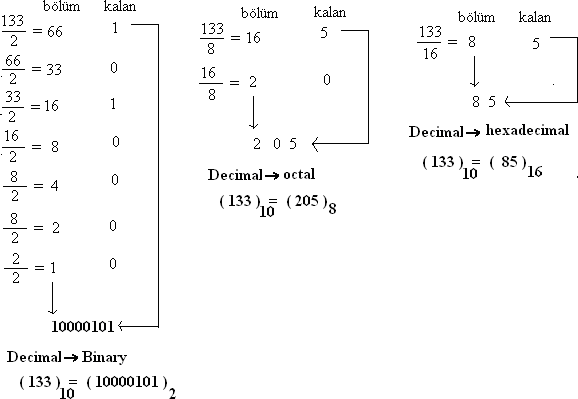 bölüm kalan
133/2 = 66 1
66/2 = 33 0
33/2 = 16 1
16/2 = 8 0
8/2 = 4 0
8/2 = 2 0
2/2 = 1 0
10000101
Decimal → Binary
(133)10 = (10000101)2
bölüm kalan
133/8 = 16 5
16/8 = 2 0
2 0 5
Decimal → octal
(133)10 = (205)8
bölüm kalan
133/16 = 8 5
8 5
Decimal → hexadecimal
(133)10 = (85)16